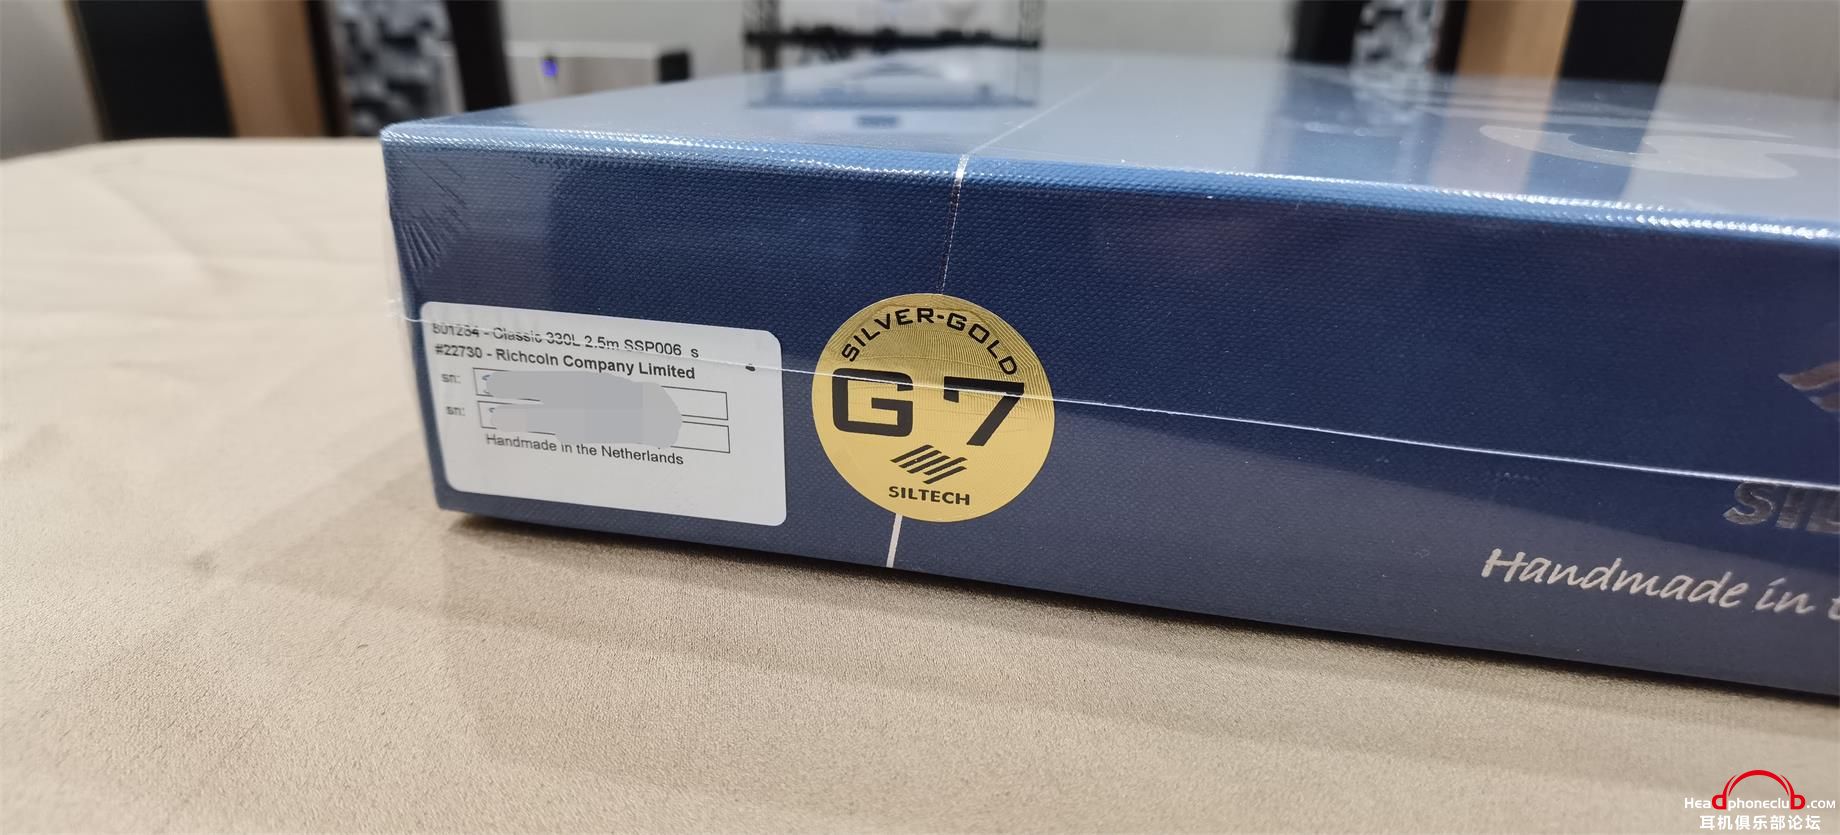 801284 - Classic 330L 2.5m SSP006 s
#22730 - Richcoln Company Limited
sn:
sn:
Handmade in the Netherlands
SILVER-GOLD
G7
SILTECH
Handmade in
Headphoneclub.com
耳机俱乐部论坛